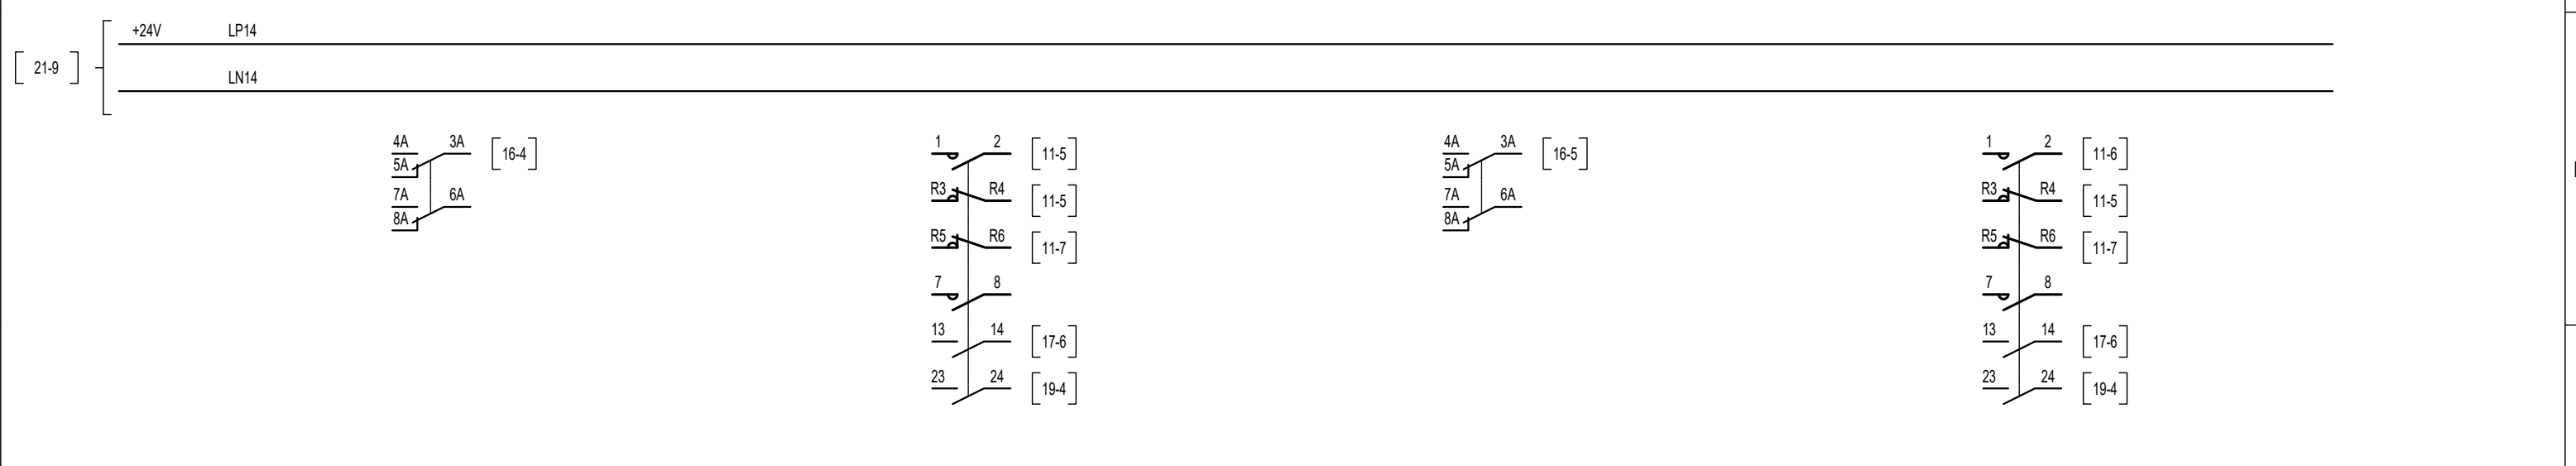 +24V LP14
21-9
LN14
4A 3A 16-4 1 2 11-5 4A 3A 16-5 1 2 11-6
5A 5A
7A 6A R3 R4 11-5 7A 6A R3 R4 11-5
8A 8A
R5 R6 11-7 R5 R6 11-7
7 8 7 8
13 14 17-6 13 14 17-6
23 24 19-4 23 24 19-4